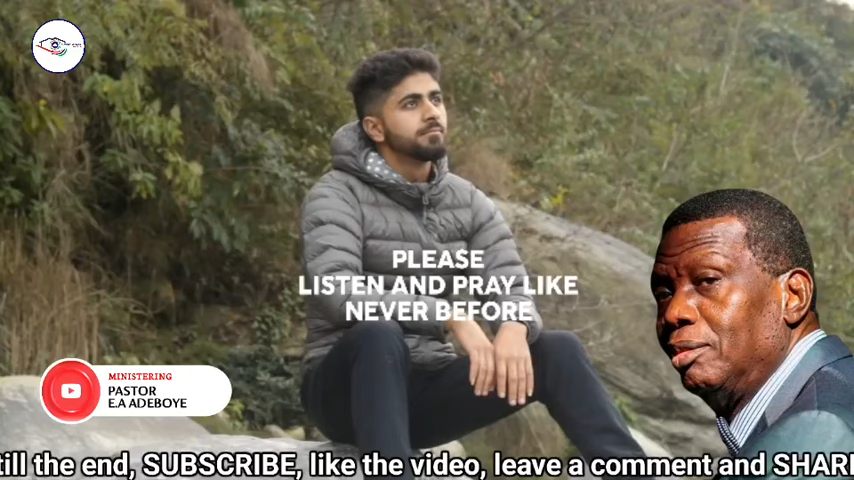 PLEASE
LISTEN AND PRAY LIKE
NEVER BEFORE
MINISTERING
PASTOR
E.A ADEBOYE
till the end, SUBSCRIBE, like the video, leave a comment and SHARE